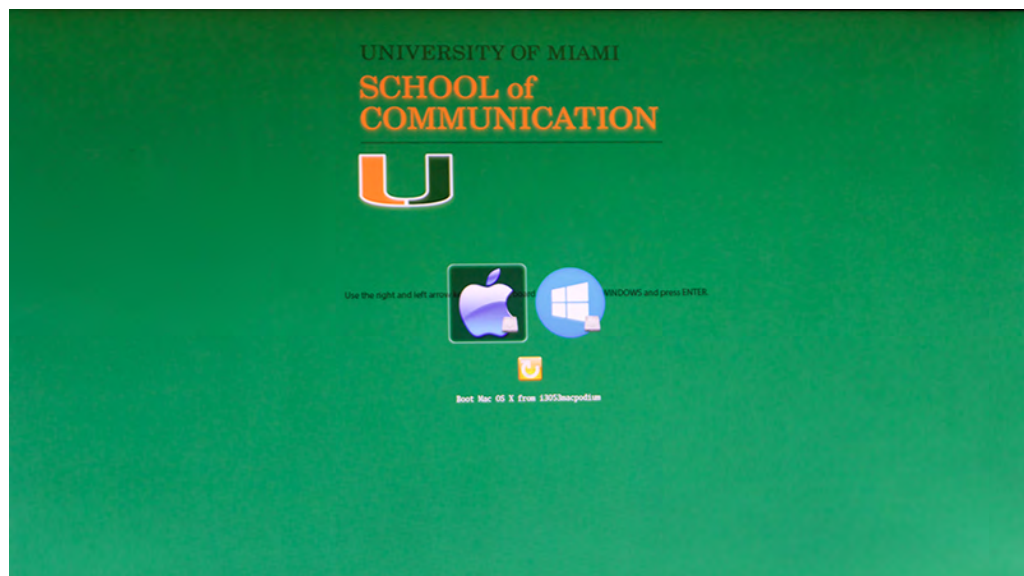 UNIVERSITY OF MIAMI
SCHOOL of
COMMUNICATION
U
Use the right and left arrow WINDOWS and press ENTER.
Boot Mac OS X from i3053macpodium